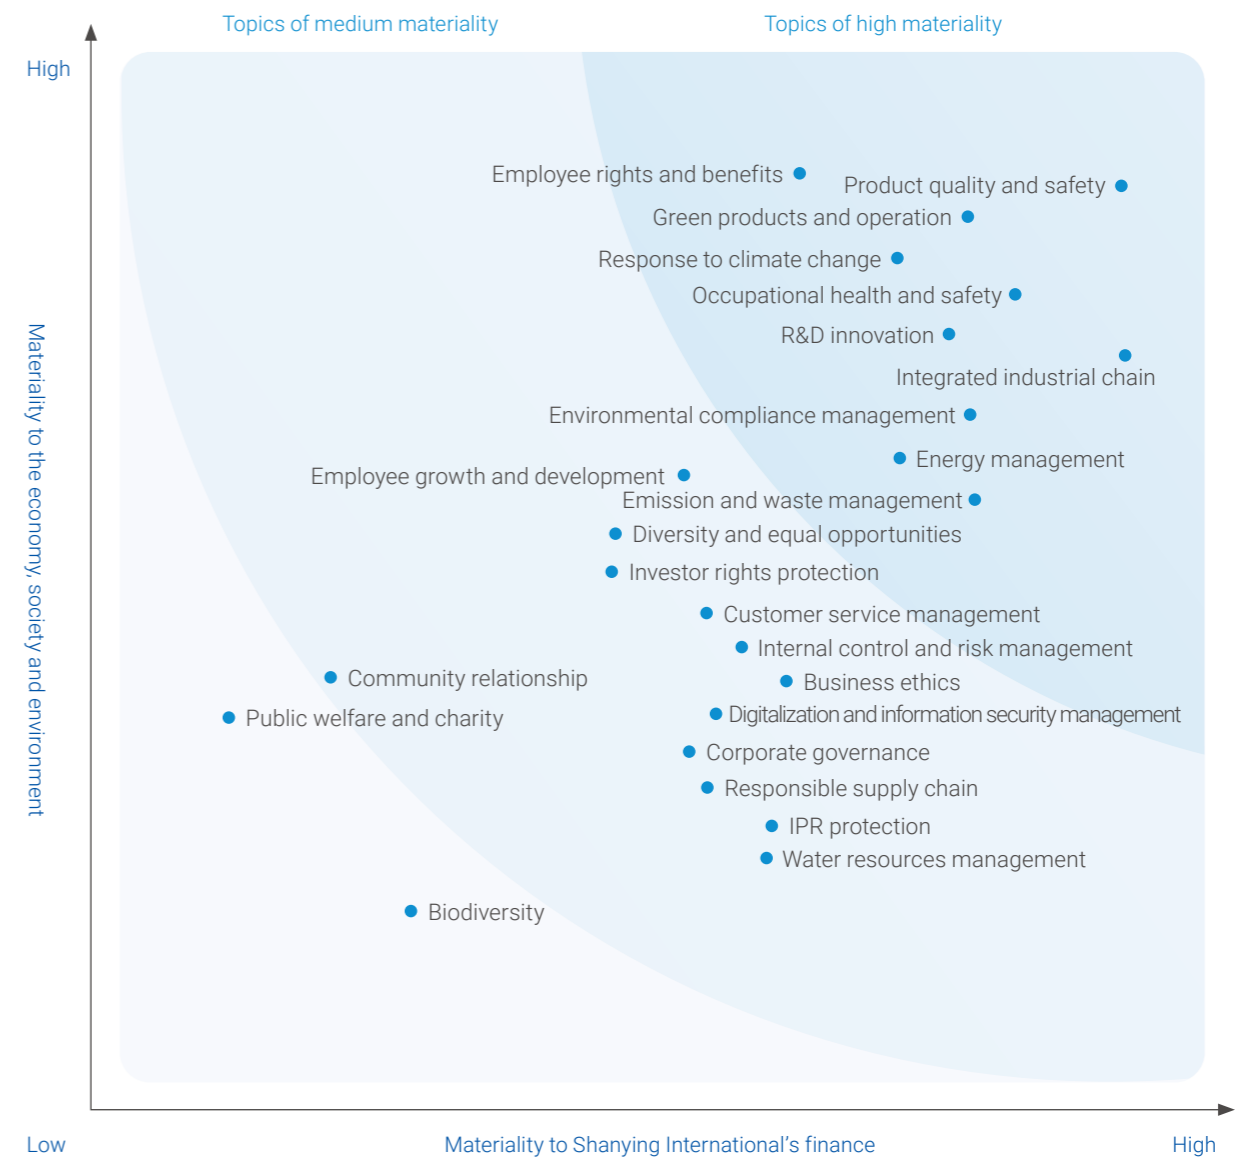 Topics of medium materiality
Topics of high materiality
High
Employee rights and benefits
Product quality and safety
Green products and operation
Response to climate change
Occupational health and safety
R&D innovation
Integrated industrial chain
Environmental compliance management
Energy management
Employee growth and development
Emission and waste management
Diversity and equal opportunities
Investor rights protection
Customer service management
Internal control and risk management
Community relationship
Business ethics
Public welfare and charity
Digitalization and information security management
Corporate governance
Responsible supply chain
IPR protection
Water resources management
Biodiversity
Materiality to the economy, society and environment
Low
Materiality to Shanying International’s finance
High